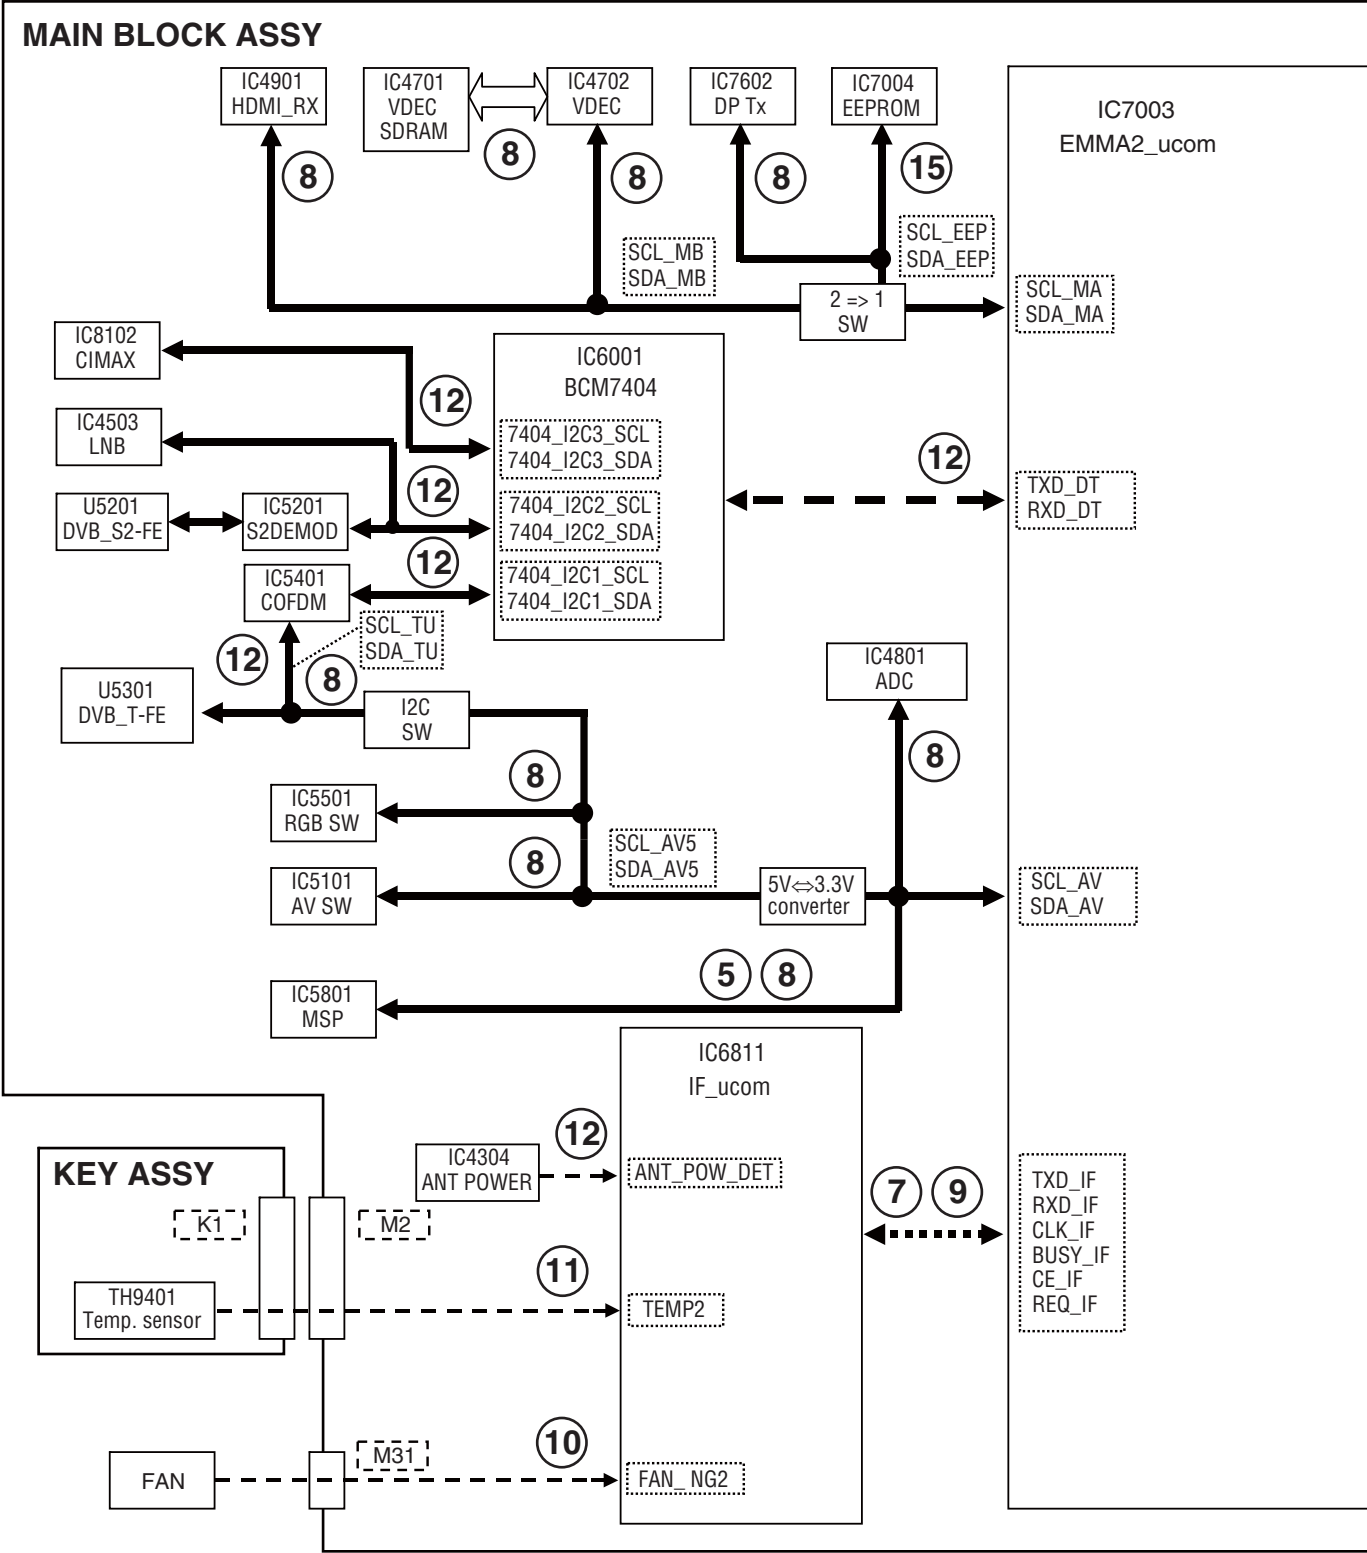 MAIN BLOCK ASSY
IC4901
HDMI_RX
IC4701
VDEC
SDRAM
IC4702
VDEC
IC7602
DP Tx
IC7004
EEPROM
IC7003
EMMA2_ucom
8
8
8
8
15
SCL_MB
SDA_MB
SCL_EEP
SDA_EEP
2 => 1
SW
SCL_MA
SDA_MA
IC8102
CIMAX
IC6001
BCM7404
12
IC4503
LNB
7404_I2C3_SCL
7404_I2C3_SDA
12
TXD_DT
RXD_DT
12
U5201
DVB_S2-FE
IC5201
S2DEMOD
7404_I2C2_SCL
7404_I2C2_SDA
12
IC5401
COFDM
7404_I2C1_SCL
7404_I2C1_SDA
SCL_TU
SDA_TU
12
8
IC4801
ADC
U5301
DVB_T-FE
I2C
SW
8
8
IC5501
RGB SW
8
SCL_AV5
SDA_AV5
IC5101
AV SW
5V⇔3.3V
converter
SCL_AV
SDA_AV
5
8
IC5801
MSP
IC6811
IF_ucom
12
IC4304
ANT POWER
ANT_POW_DET
7
9
TXD_IF
RXD_IF
CLK_IF
BUSY_IF
CE_IF
REQ_IF
KEY ASSY
K1
M2
11
TH9401
Temp. sensor
TEMP2
10
M31
FAN
FAN_ NG2